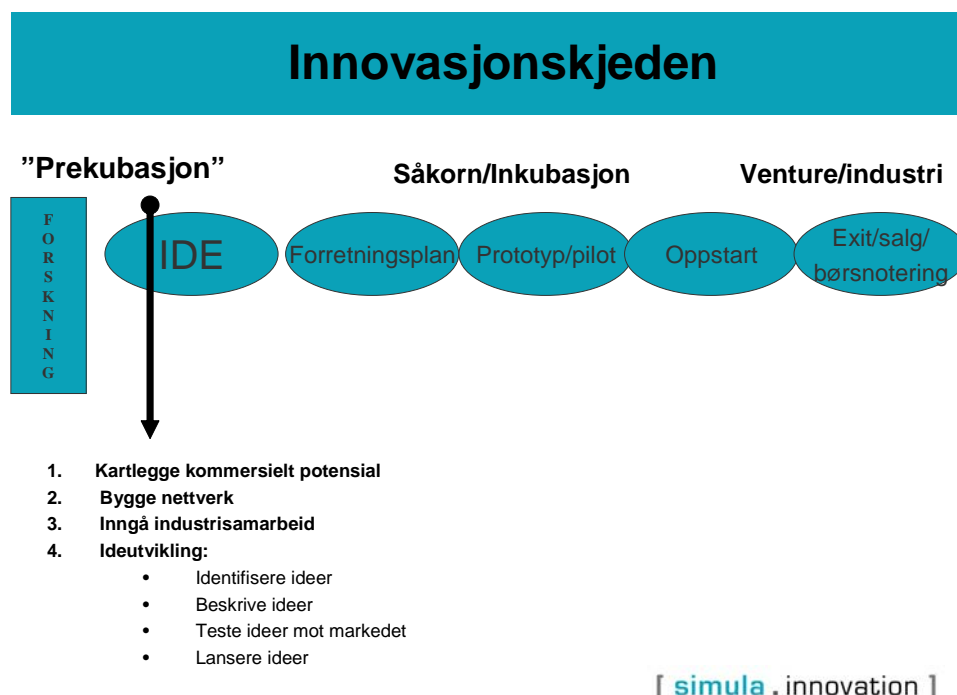 Innovasjonskjeden
”Prekubasjon”
Såkorn/Inkubasjon
Venture/industri
FORSKNING
IDE
Forretningsplan
Prototyp/pilot
Oppstart
Exit/salg/
børsnotering
1. Kartlegge kommersielt potensial
2. Bygge nettverk
3. Inngå industrisamarbeid
4. Ideutvikling:
• Identifisere ideer
• Beskrive ideer
• Teste ideer mot markedet
• Lansere ideer
[ simula . innovation ]